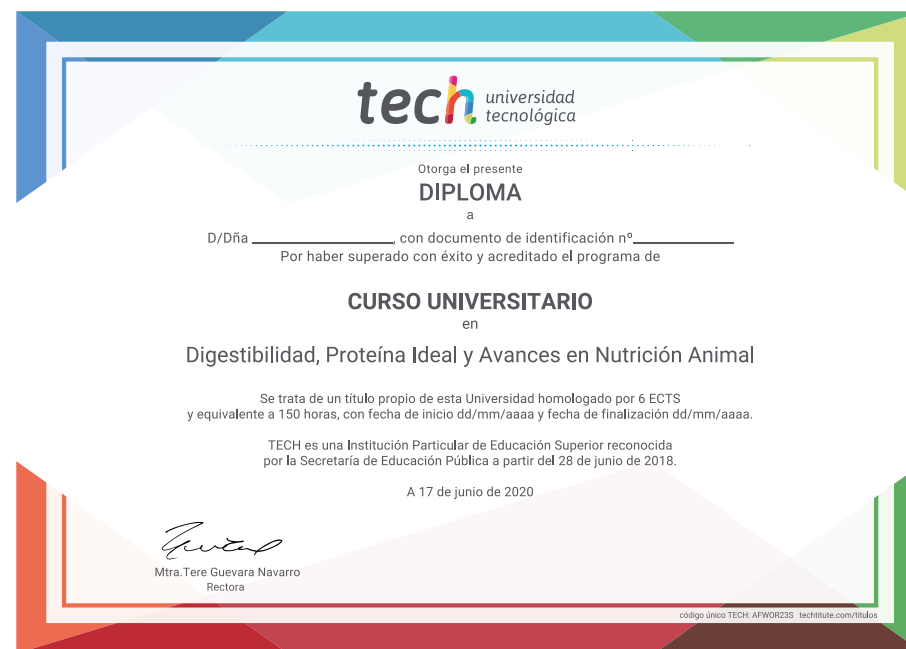 tech universidad
tecnológica
Otorga el presente
DIPLOMA
a
D/Dña ____________________, con documento de identificación nº______________
Por haber superado con éxito y acreditado el programa de
CURSO UNIVERSITARIO
en
Digestibilidad, Proteína Ideal y Avances en Nutrición Animal
Se trata de un título propio de esta Universidad homologado por 6 ECTS
y equivalente a 150 horas, con fecha de inicio dd/mm/aaaa y fecha de finalización dd/mm/aaaa.
TECH es una Institución Particular de Educación Superior reconocida
por la Secretaría de Educación Pública a partir del 28 de junio de 2018.
A 17 de junio de 2020
Mtra.Tere Guevara Navarro
Rectora
código único TECH: AFWOR23S techtitute.com/titulos